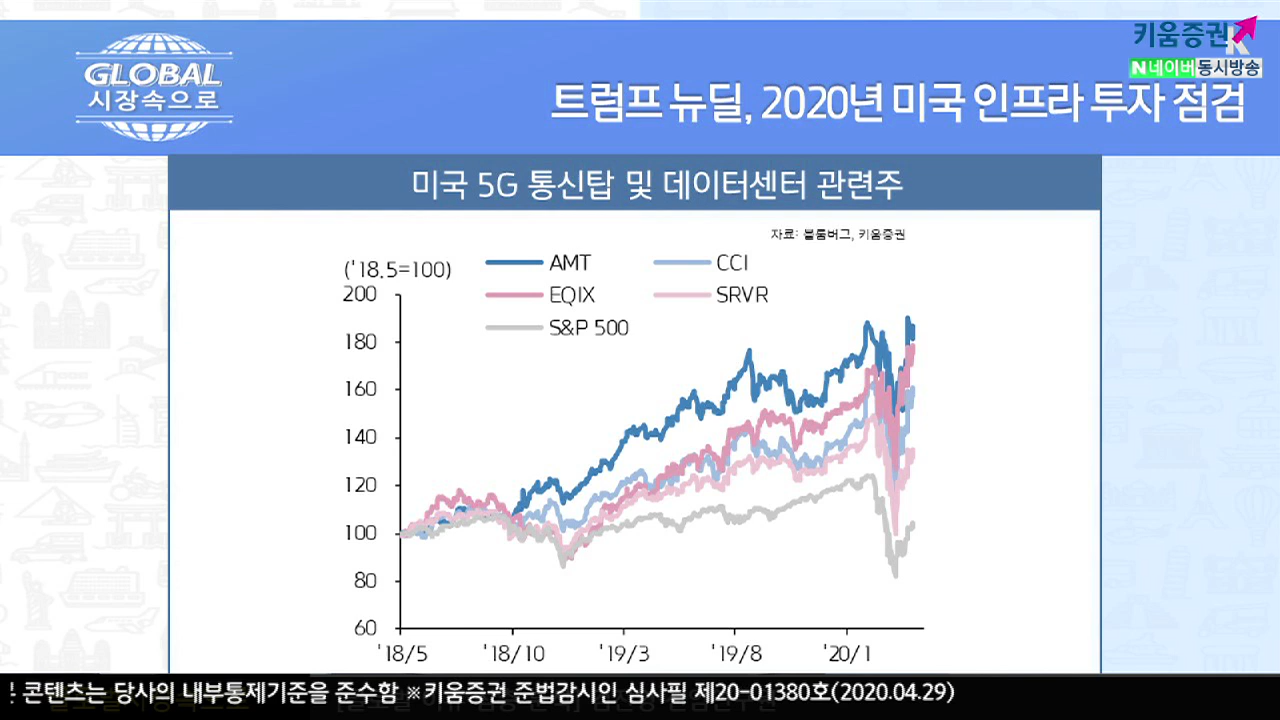 키움증권
K
N 네이버 동시방송
GLOBAL
시장속으로
트럼프 뉴딜, 2020년 미국 인프라 투자 점검
미국 5G 통신탑 및 데이터센터 관련주
자료: 블룸버그, 키움증권
('18.5=100)
AMT
CCI
EQIX
SRVR
S&P 500
200
180
160
140
120
100
80
60
'18/5
'18/10
'19/3
'19/8
'20/1
콘텐츠는 당사의 내부통제기준을 준수함 ※키움증권 준법감시인 심사필 제20-01380호(2020.04.29)